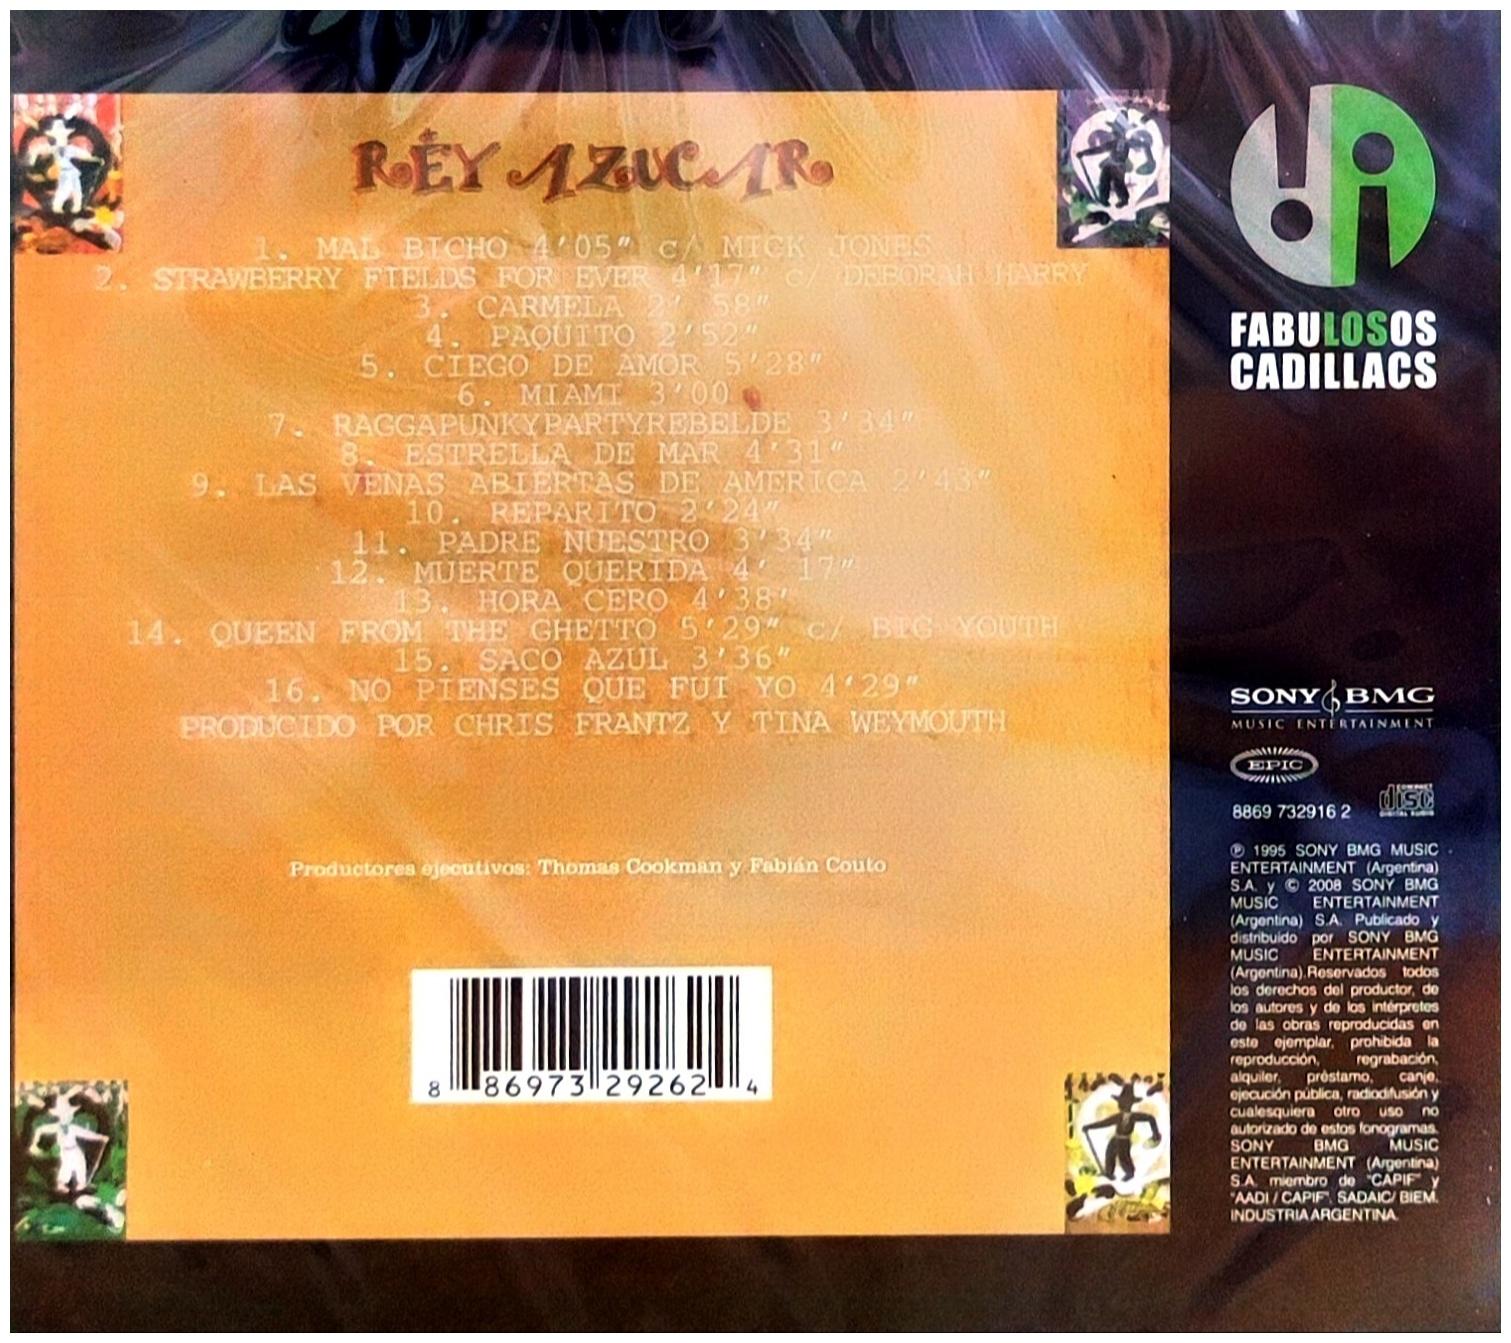 REY AZUCAR
1. MAL BICHO 4'05" c/ MICK JONES
2. STRAWBERRY FIELDS FOR EVER 4'17" c/ DEBORAH HARRY
3. CARMELA 2' 58"
4. PAQUITO 2'52"
5. CIEGO DE AMOR 5'28"
6. MIAMI 3'00
7. RAGGAPUNKYPARTYREBELDE 3'34"
8. ESTRELLA DE MAR 4'31"
9. LAS VENAS ABIERTAS DE AMERICA 2'43"
10. REPARITO 2'24"
11. PADRE NUESTRO 3'34"
12. MUERTE QUERIDA 4' 17"
13. HORA CERO 4'38'
14. QUEEN FROM THE GHETTO 5'29" c/ BIG YOUTH
15. SACO AZUL 3'36"
16. NO PIENSES QUE FUI YO 4'29"
PRODUCIDO POR CHRIS FRANTZ Y TINA WEYMOUTH
Productores ejecutivos: Thomas Cookman y Fabián Couto
8 86973 29262 4
FABULOSOS
CADILLACS
SONY BMG
MUSIC ENTERTAINMENT
EPIC
COMPACT
disc
DIGITAL AUDIO
8869 732916 2
℗ 1995 SONY BMG MUSIC
ENTERTAINMENT (Argentina)
S.A. y © 2008 SONY BMG
MUSIC ENTERTAINMENT
(Argentina) S.A. Publicado y
distribuido por SONY BMG
MUSIC ENTERTAINMENT
(Argentina).Reservados todos
los derechos del productor, de
los autores y de los intérpretes
de las obras reproducidas en
este ejemplar, prohibida la
reproducción, regrabación,
alquiler, préstamo, canje,
ejecución pública, radiodifusión y
cualesquiera otro uso no
autorizado de estos fonogramas.
SONY BMG MUSIC
ENTERTAINMENT (Argentina)
S.A. miembro de "CAPIF" y
"AADI / CAPIF". SADAIC/ BIEM.
INDUSTRIA ARGENTINA.